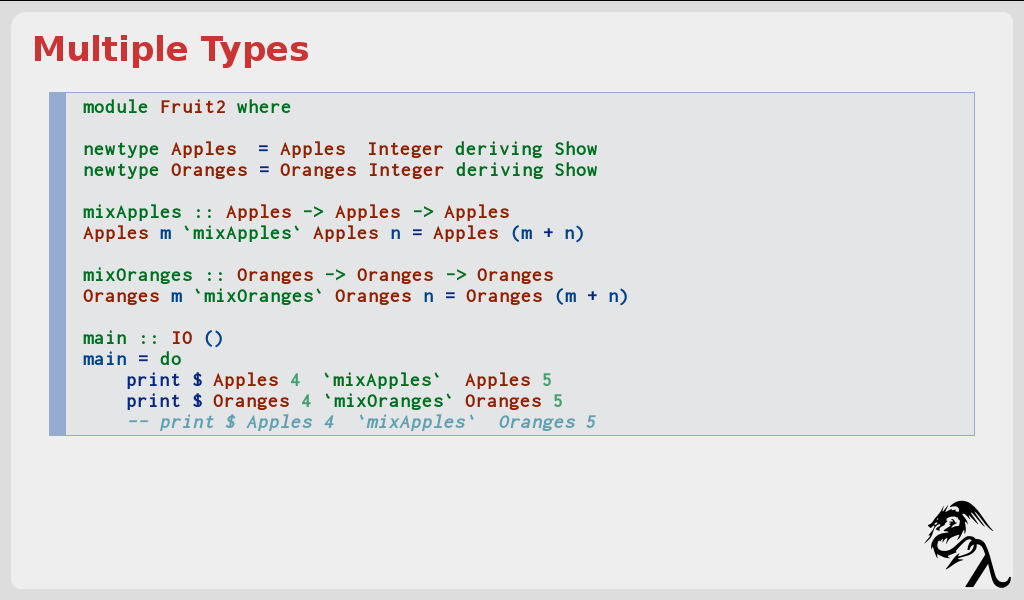 Multiple Types
module Fruit2 where
newtype Apples  = Apples  Integer deriving Show
newtype Oranges = Oranges Integer deriving Show
mixApples :: Apples -> Apples -> Apples
Apples m `mixApples` Apples n = Apples (m + n)
mixOranges :: Oranges -> Oranges -> Oranges
Oranges m `mixOranges` Oranges n = Oranges (m + n)
main :: IO ()
main = do
    print $ Apples 4  `mixApples`  Apples 5
    print $ Oranges 4 `mixOranges` Oranges 5
    -- print $ Apples 4  `mixApples`  Oranges 5